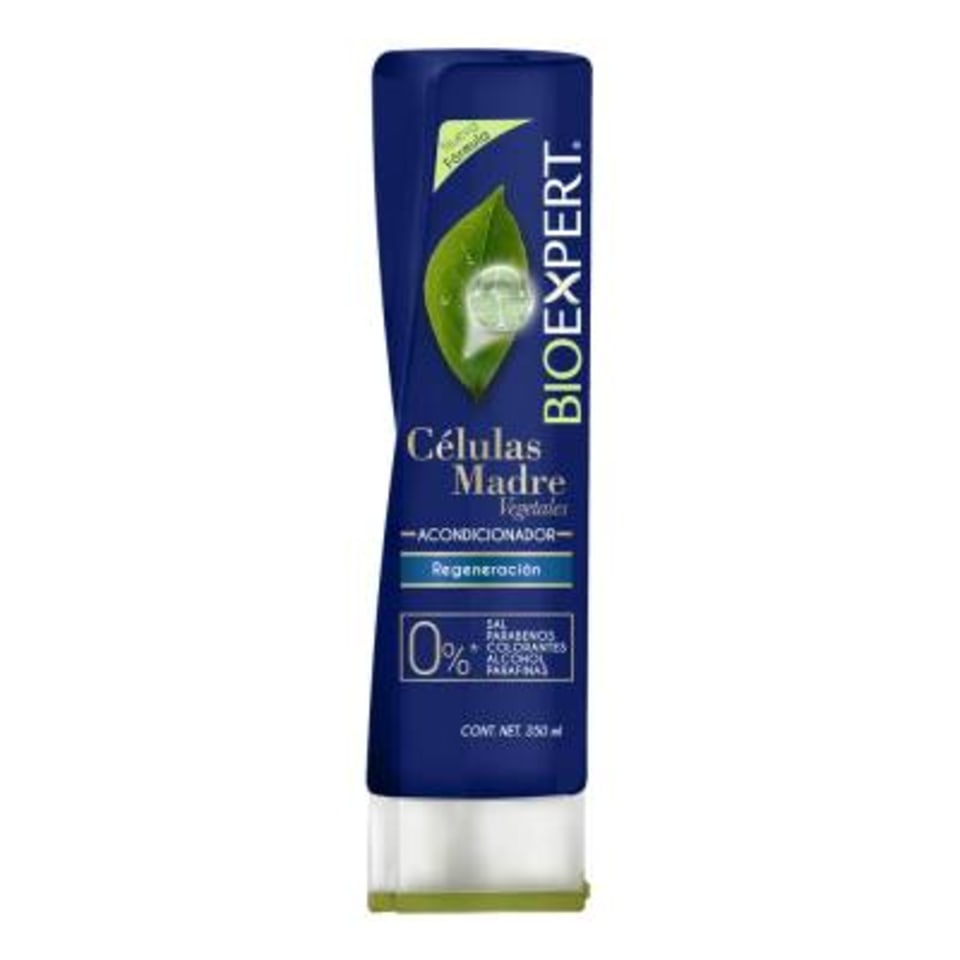 Nueva
Fórmula
BIOEXPERT®
Células
Madre
Vegetales
ACONDICIONADOR
Regeneración
0%*
SAL
PARABENOS
COLORANTES
ALCOHOL
PARAFINAS
CONT. NET. 350 ml